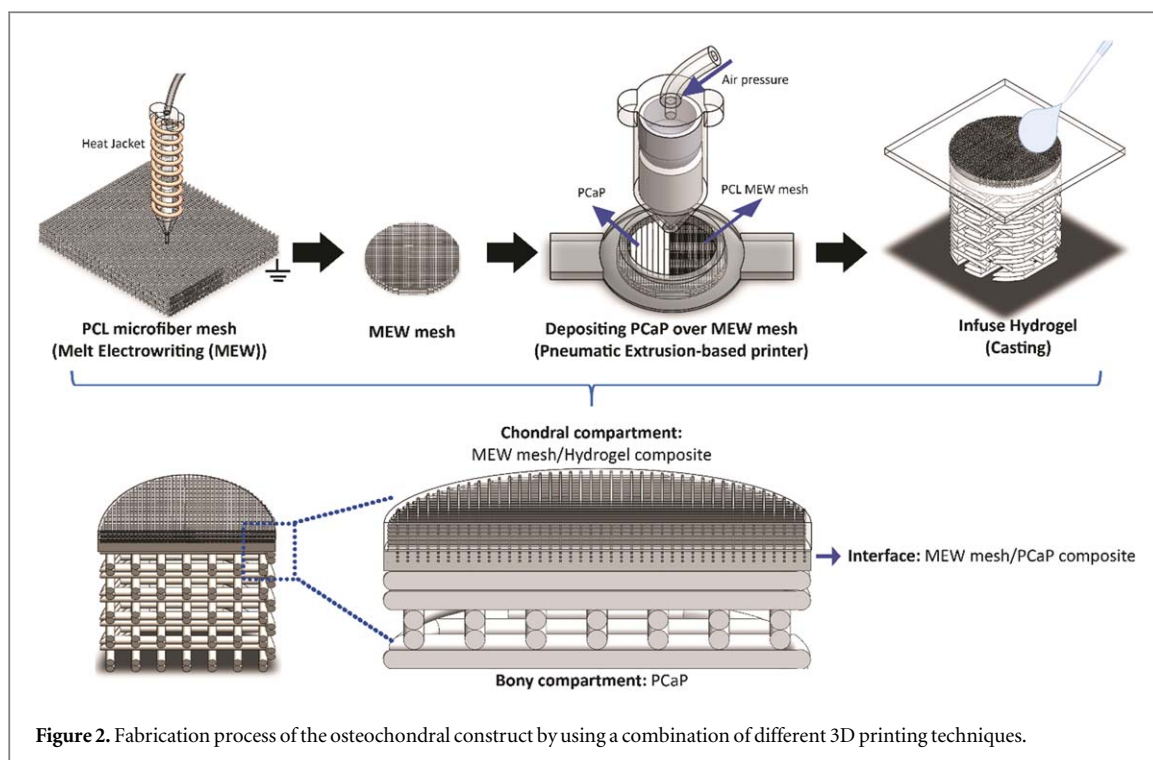 Heat Jacket
Air pressure
PCaP
PCL MEW mesh
PCL microfiber mesh
(Melt Electrowriting (MEW))
MEW mesh
Depositing PCaP over MEW mesh
(Pneumatic Extrusion-based printer)
Infuse Hydrogel
(Casting)
Chondral compartment:
MEW mesh/Hydrogel composite
Interface: MEW mesh/PCaP composite
Bony compartment: PCaP
Figure 2. Fabrication process of the osteochondral construct by using a combination of different 3D printing techniques.